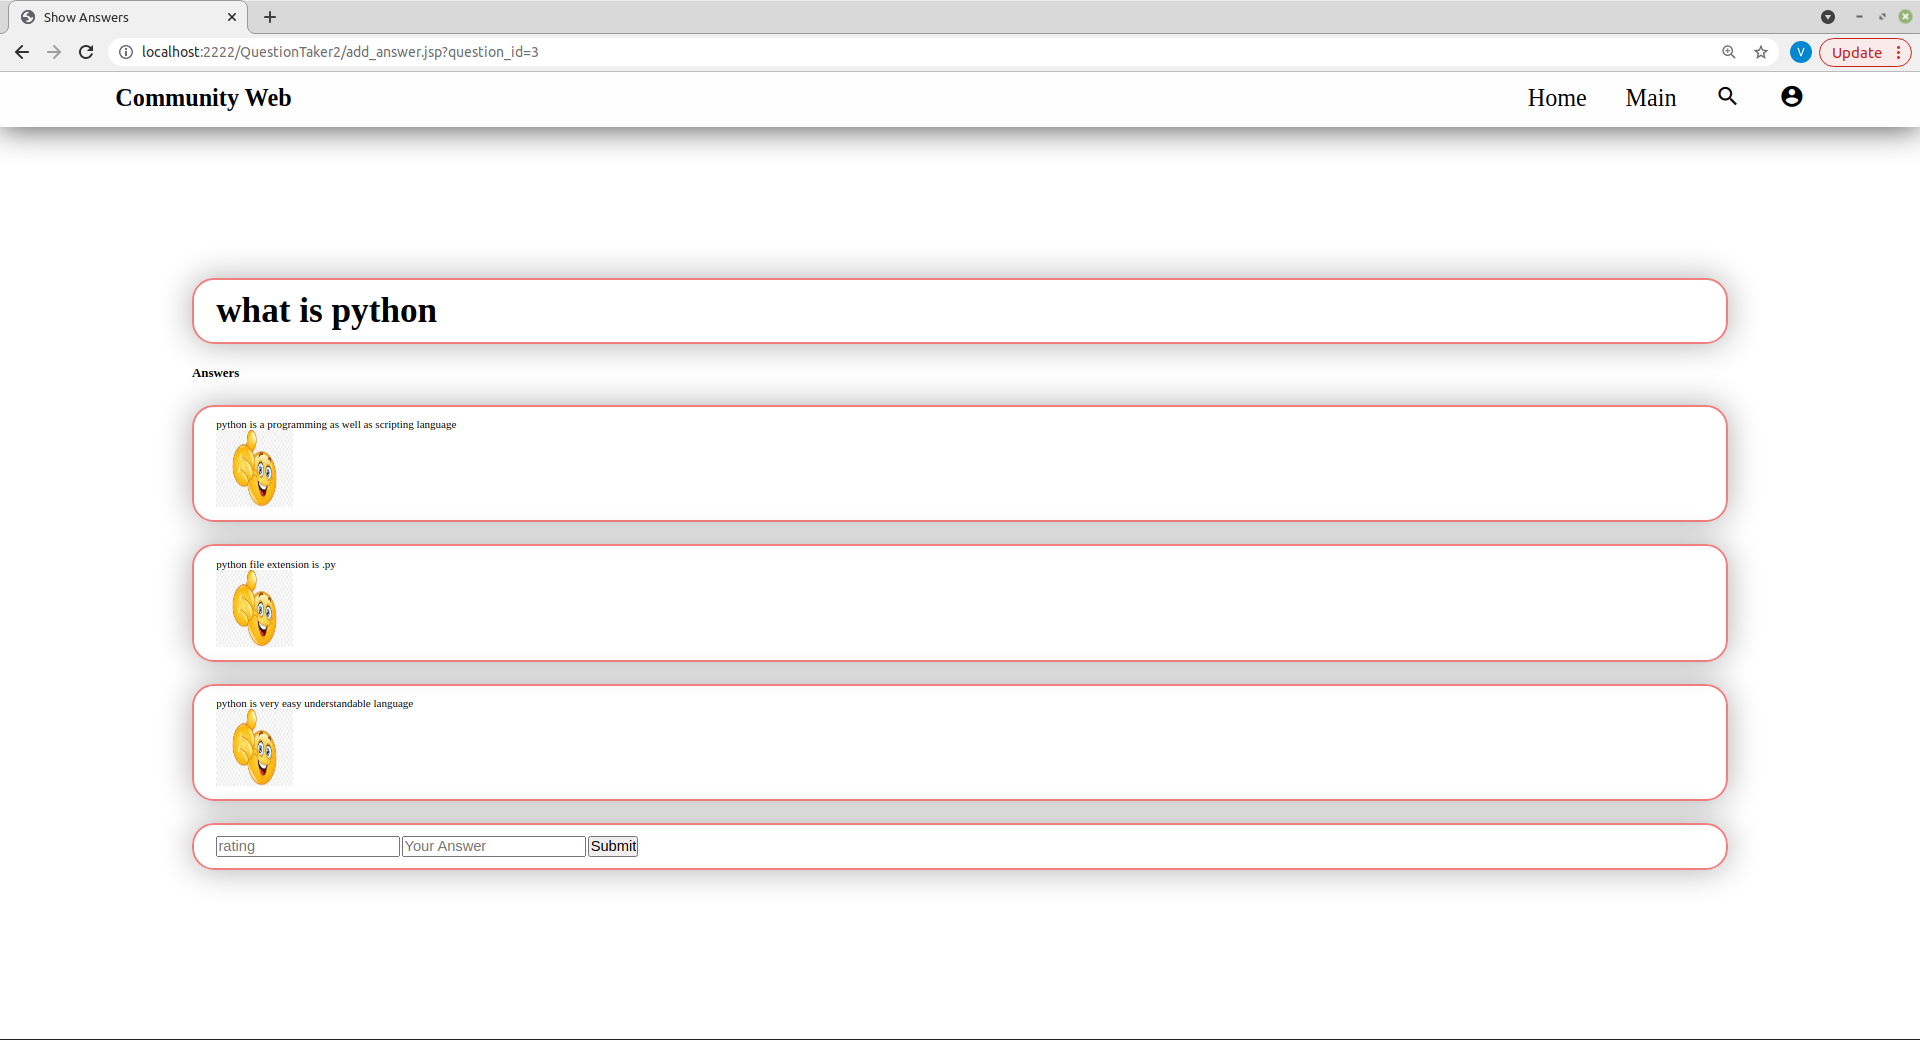 Show Answers
localhost:2222/QuestionTaker2/add_answer.jsp?question_id=3
V
Update
Community Web
Home Main
what is python
Answers
python is a programming as well as scripting language
python file extension is .py
python is very easy understandable language
rating Your Answer Submit